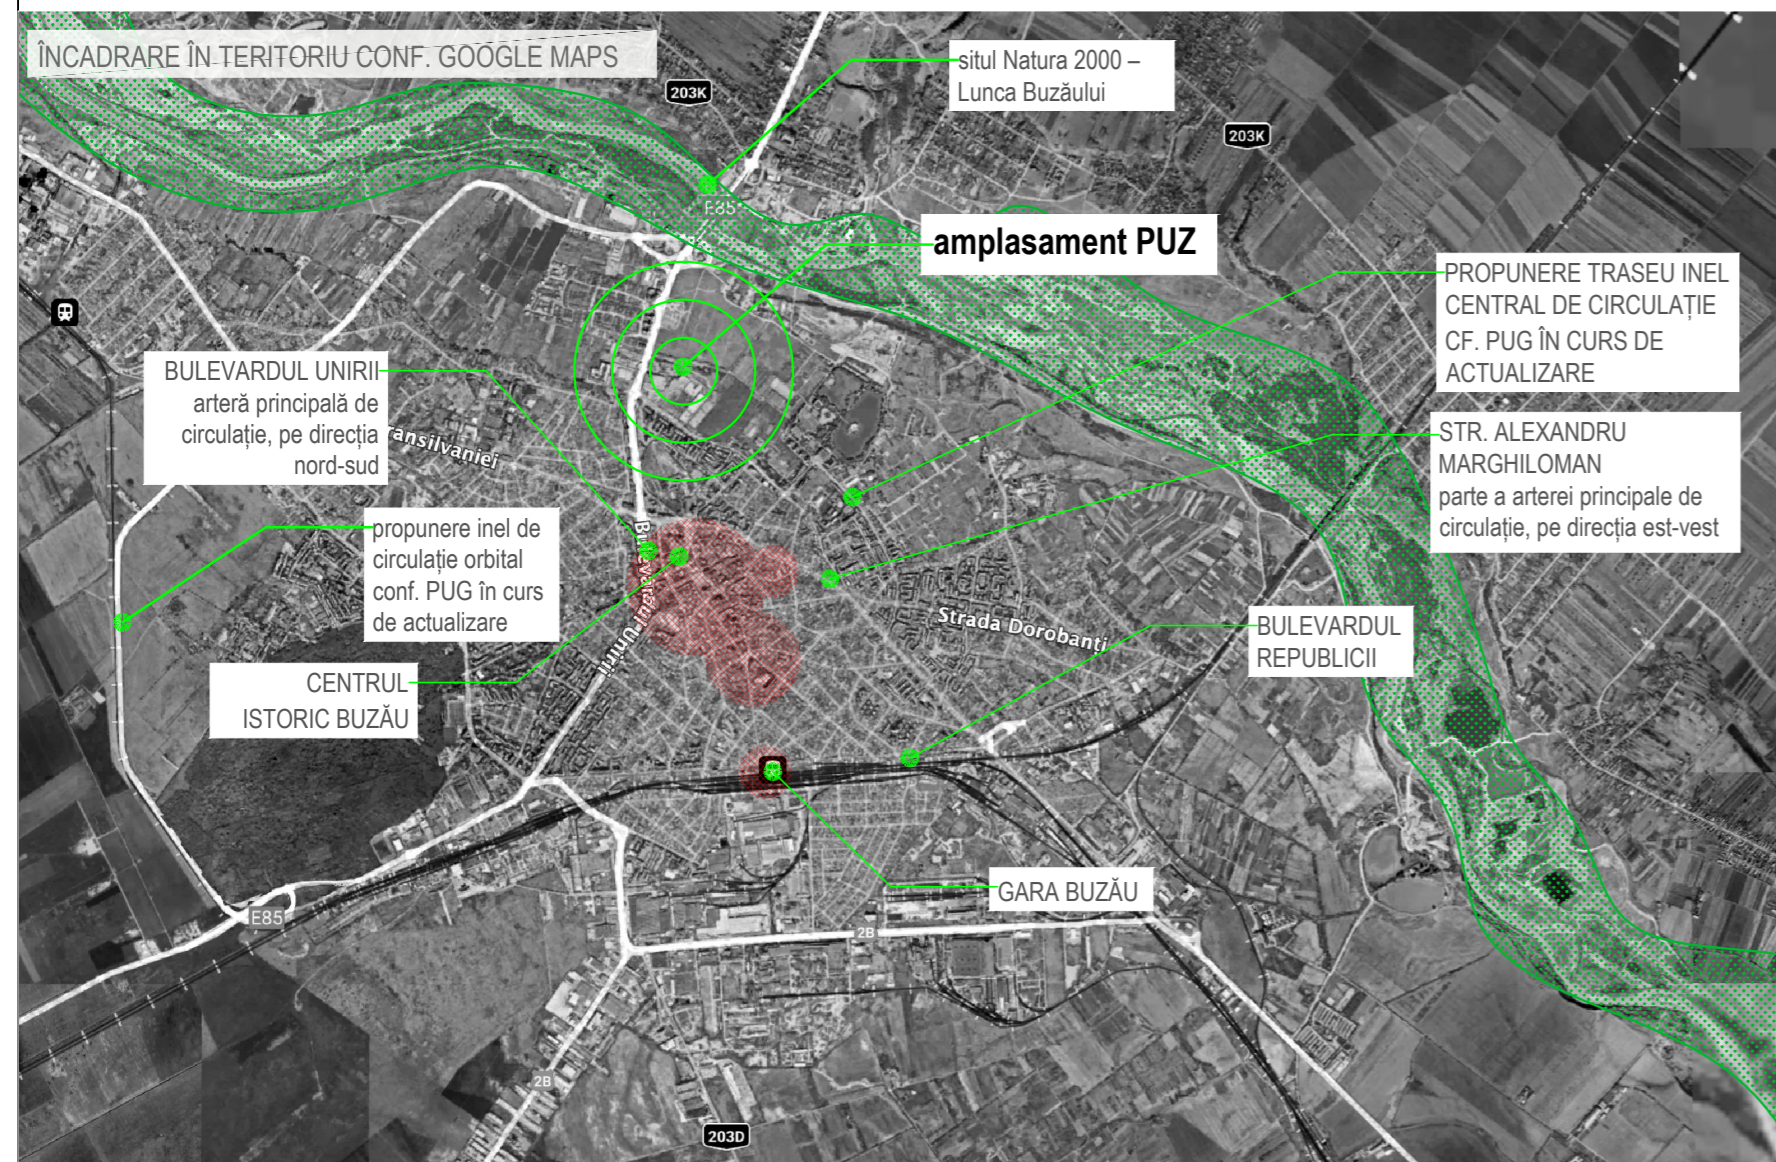 ÎNCADRARE ÎN TERITORIU CONF. GOOGLE MAPS
situl Natura 2000 –
Lunca Buzăului
203K
203K
E85
amplasament PUZ
PROPUNERE TRASEU INEL
CENTRAL DE CIRCULAȚIE
CF. PUG ÎN CURS DE
ACTUALIZARE
BULEVARDUL UNIRII
arteră principală de
circulație, pe direcția
nord-sud
ransilvaniei
STR. ALEXANDRU
MARGHILOMAN
parte a arterei principale de
circulație, pe direcția est-vest
propunere inel de
circulație orbital
conf. PUG în curs
de actualizare
Bulevardul Unirii
Strada Dorobanți
BULEVARDUL
REPUBLICII
CENTRUL
ISTORIC BUZĂU
GARA BUZĂU
E85
2B
2B
203D